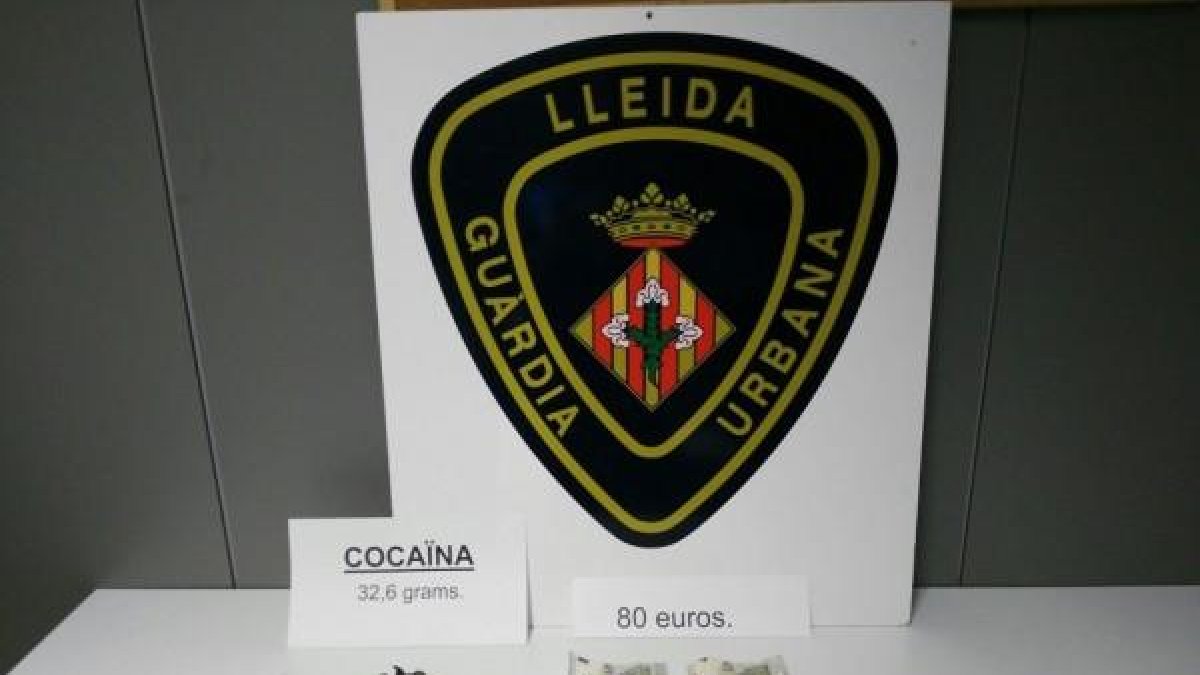 LLEIDA
GUÀRDIA
URBANA
COCAÏNA
32,6 grams.
80 euros.